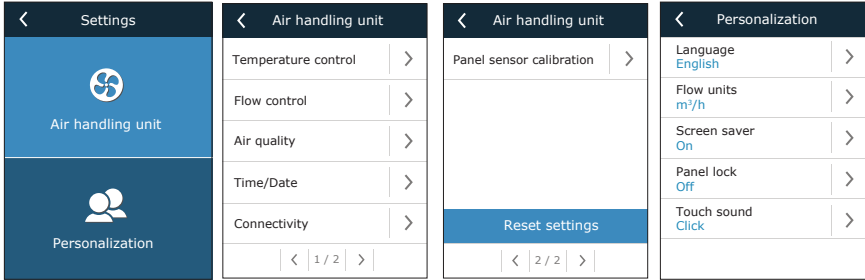 Settings
Air handling unit
Personalization
Air handling unit
Temperature control
Flow control
Air quality
Time/Date
Connectivity
1 / 2
Air handling unit
Panel sensor calibration
Reset settings
2 / 2
Personalization
Language
English
Flow units
m³/h
Screen saver
On
Panel lock
Off
Touch sound
Click